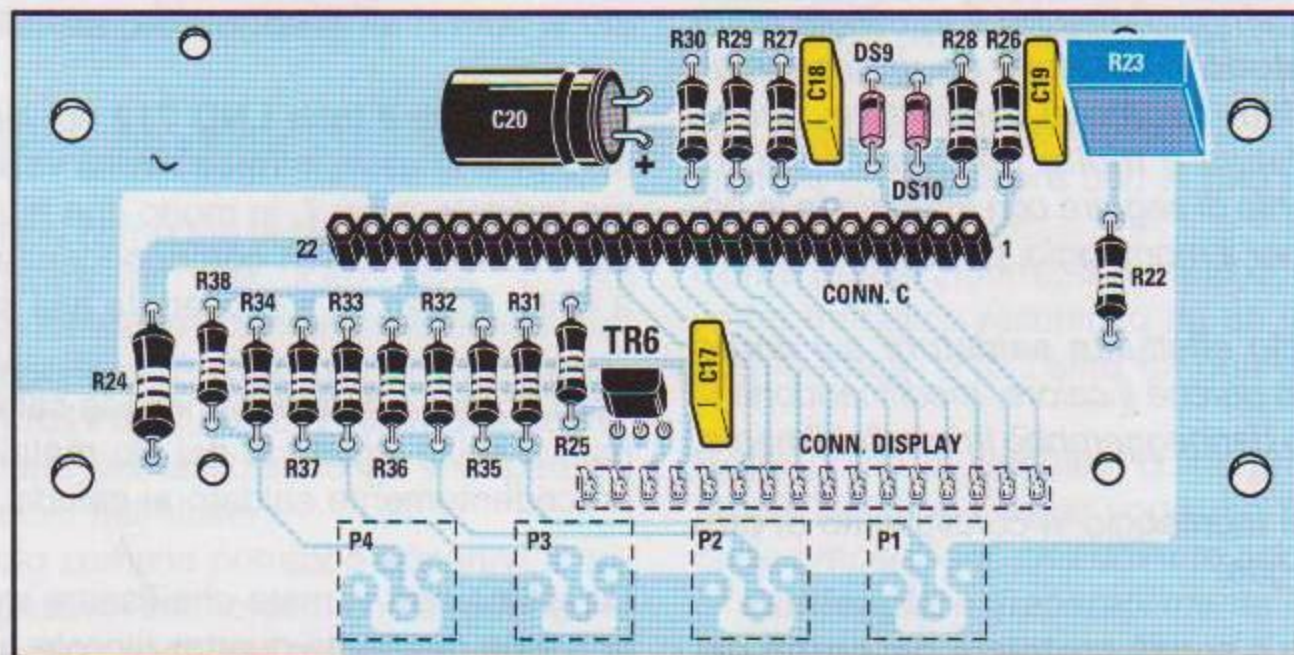 R30 R29 R27 C18 DS9 R28 R26 C19 R23
C20
+
DS10
22 1
CONN. C
R22
R38 R34 R33 R32 R31
TR6
R24
C17
R37 R36 R35 R25
CONN. DISPLAY
P4 P3 P2 P1